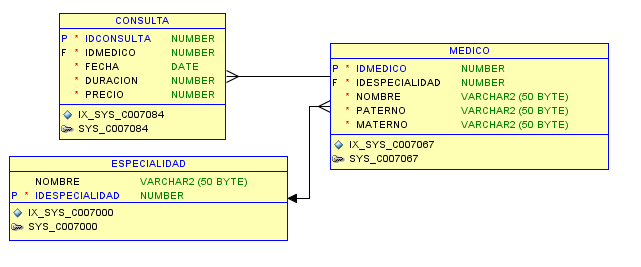 CONSULTA
P * IDCONSULTA NUMBER
F * IDMEDICO NUMBER
* FECHA DATE
* DURACION NUMBER
* PRECIO NUMBER
IX_SYS_C007084
SYS_C007084
MEDICO
P * IDMEDICO NUMBER
F * IDESPECIALIDAD NUMBER
* NOMBRE VARCHAR2 (50 BYTE)
* PATERNO VARCHAR2 (50 BYTE)
* MATERNO VARCHAR2 (50 BYTE)
IX_SYS_C007067
SYS_C007067
ESPECIALIDAD
NOMBRE VARCHAR2 (50 BYTE)
P * IDESPECIALIDAD NUMBER
IX_SYS_C007000
SYS_C007000